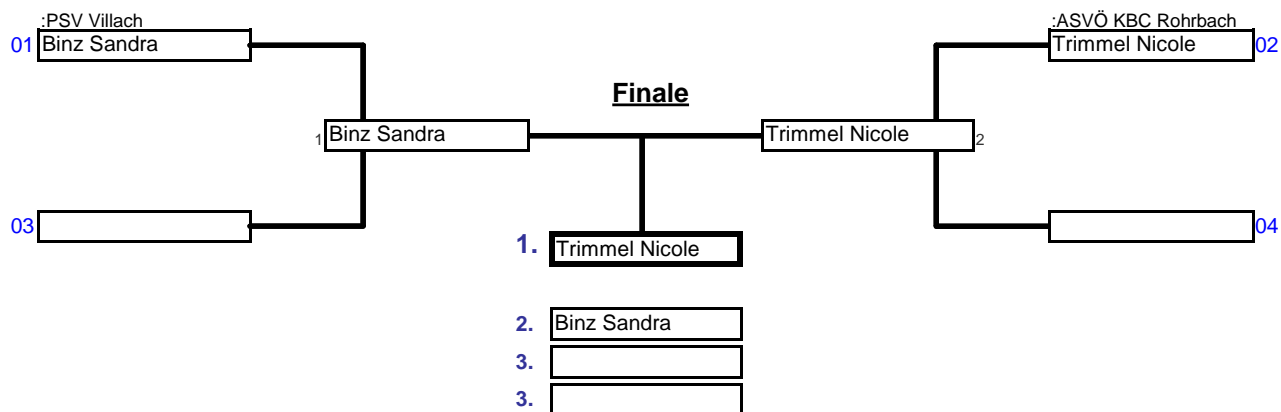 :PSV Villach
:ASVÖ KBC Rohrbach
01 Binz Sandra
Trimmel Nicole 02
Finale
1 Binz Sandra
Trimmel Nicole 2
03
04
1. Trimmel Nicole
2. Binz Sandra
3.
3.